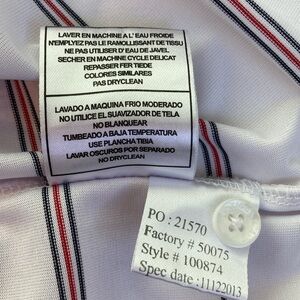 LAVER EN MACHINE A L' EAU FROIDE
N'EMPLYEZ PAS LE RAMOLLISSANT DE TISSU
NE PAS UTILISER D'EAU DE JAVEL
SECHER EN MACHINE CYCLE DELICAT
REPASSER FER TIEDE
COLORES SIMILARES
PAS DRYCLEAN
LAVADO A MAQUINA FRIO MODERADO
NO UTILICE EL SUAVIZADOR DE TELA
NO BLANQUEAR
TUMBEADO A BAJA TEMPERATURA
USE PLANCHA TIBIA
LAVAR OSCUROS POR SEPARADO
NO DRYCLEAN
PO : 21570
Factory # 50075
Style # 100874
Spec date :11122013